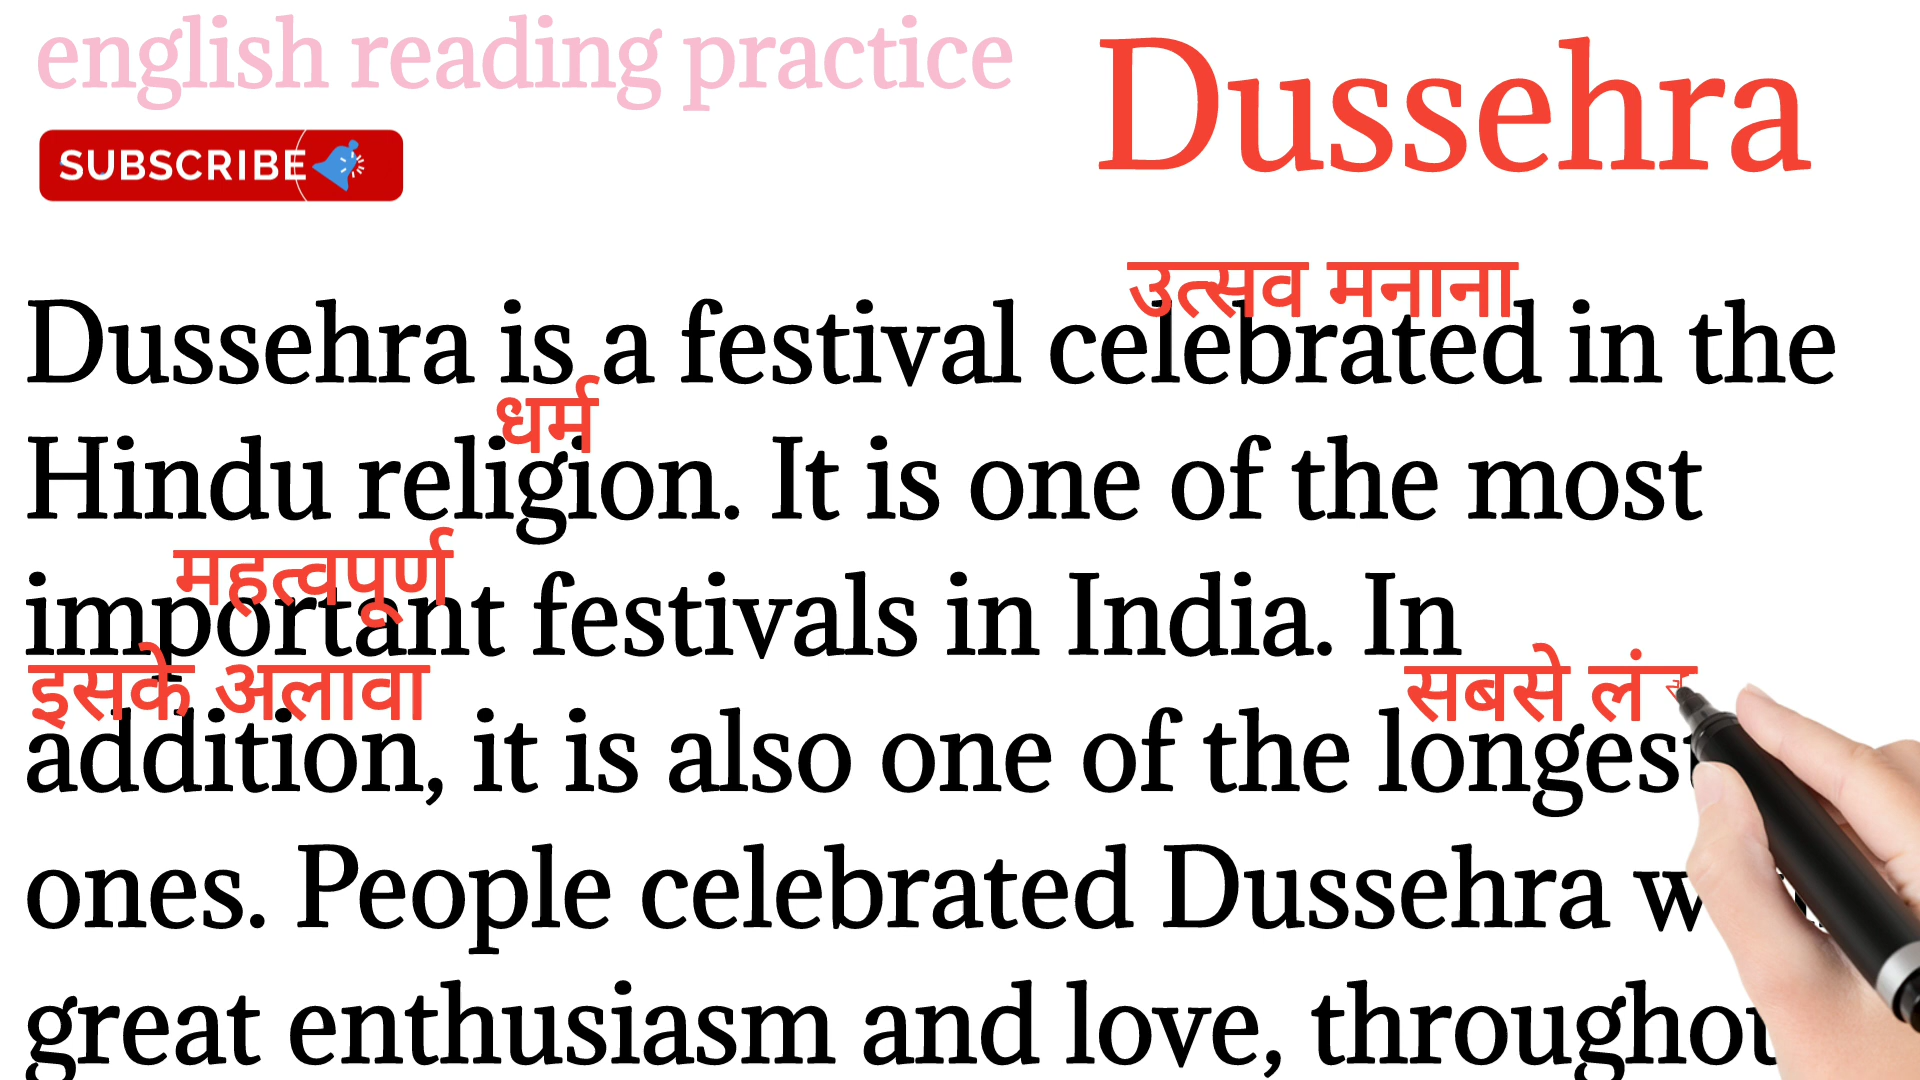 english reading practice
Dussehra
SUBSCRIBE
उत्सव मनाना
Dussehra is a festival celebrated in the
धर्म
Hindu religion. It is one of the most
महत्वपूर्ण
important festivals in India. In
इसके अलावा
सबसे
addition, it is also one of the longest
ones. People celebrated Dussehra
great enthusiasm and love,